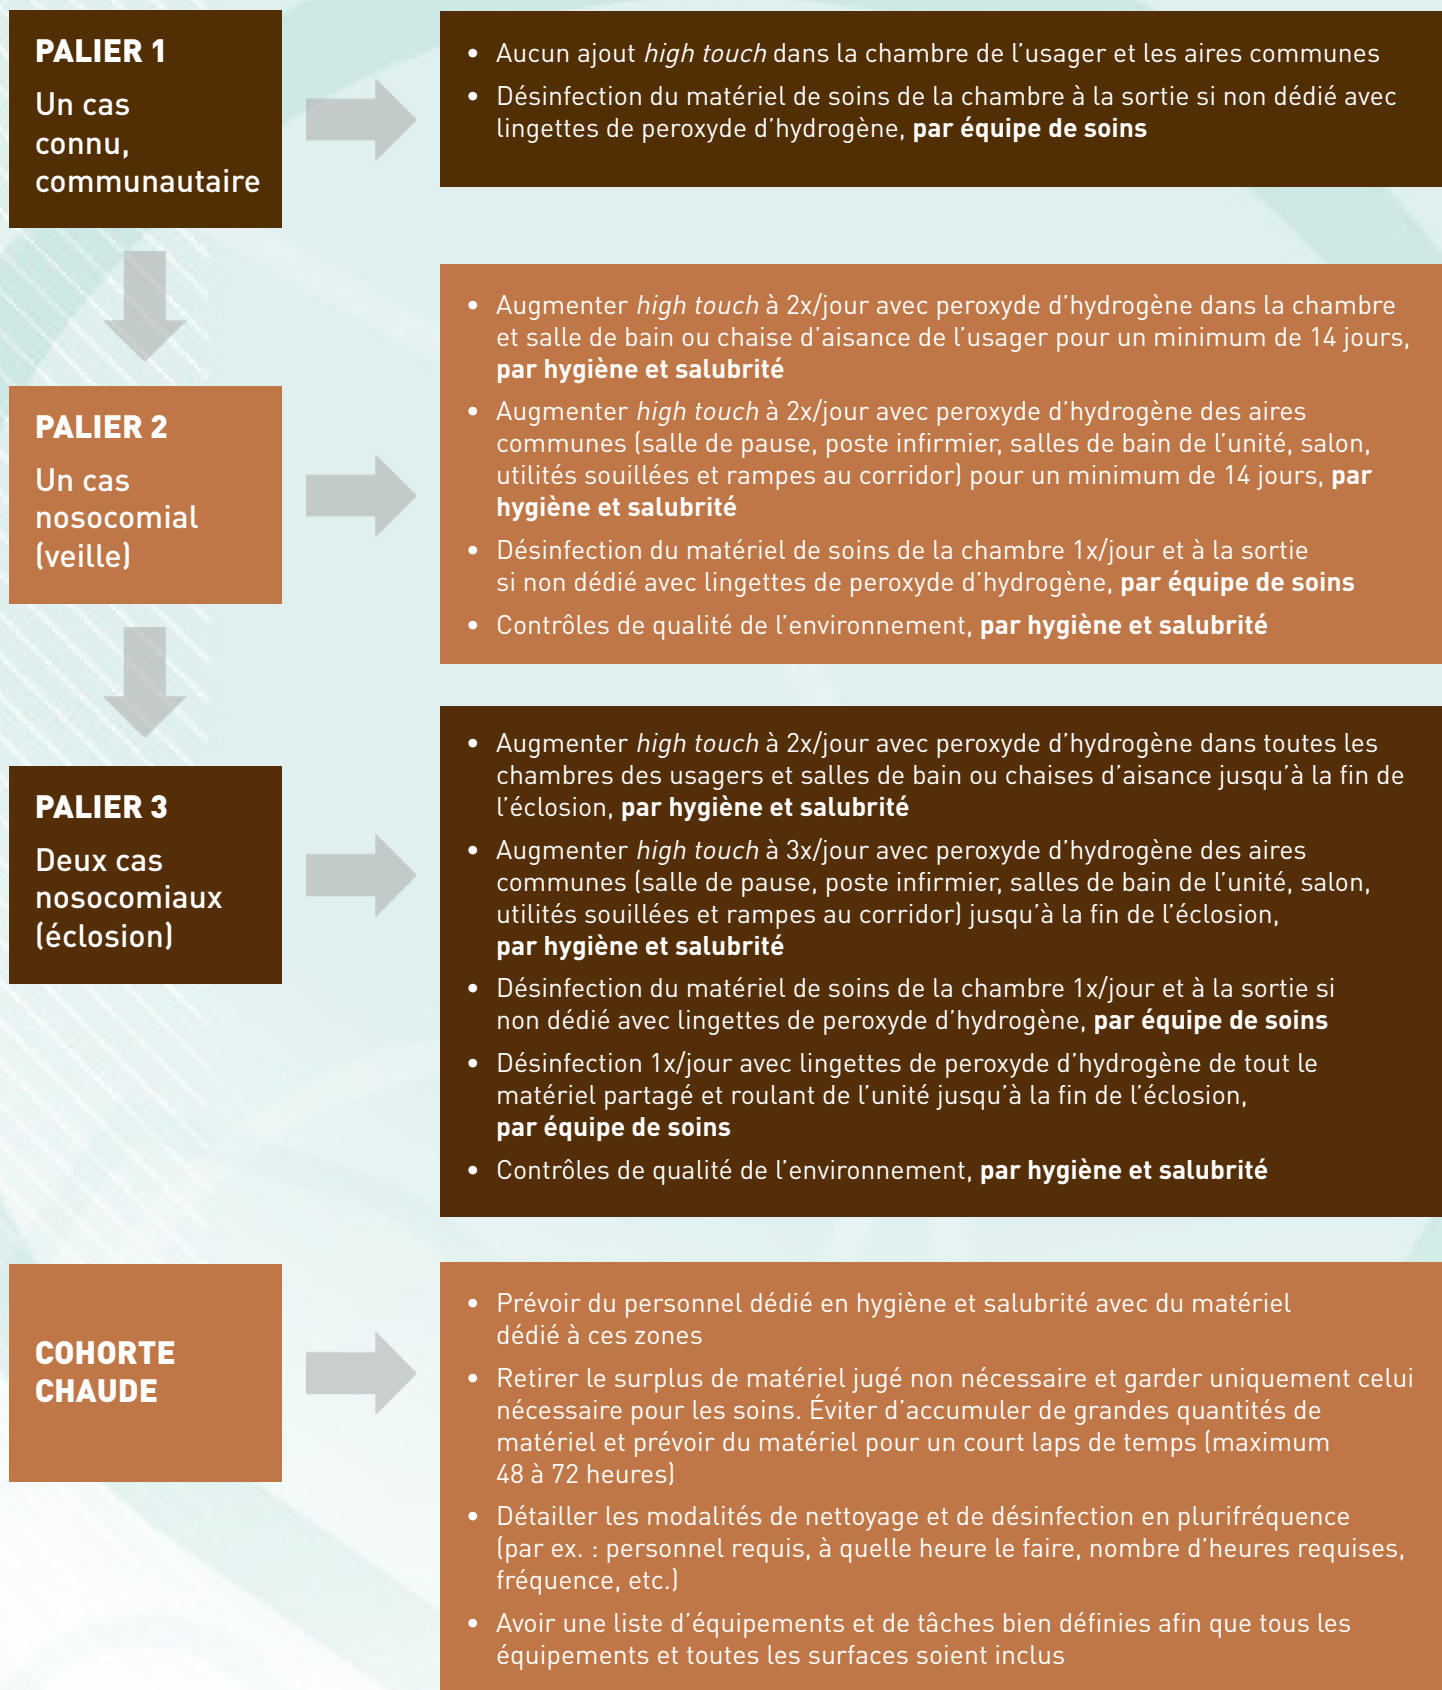 PALIER 1
Un cas
connu,
communautaire
• Aucun ajout high touch dans la chambre de l’usager et les aires communes
• Désinfection du matériel de soins de la chambre à la sortie si non dédié avec
lingettes de peroxyde d’hydrogène, par équipe de soins
PALIER 2
Un cas
nosocomial
(veille)
• Augmenter high touch à 2x/jour avec peroxyde d’hydrogène dans la chambre
et salle de bain ou chaise d’aisance de l’usager pour un minimum de 14 jours,
par hygiène et salubrité
• Augmenter high touch à 2x/jour avec peroxyde d’hydrogène des aires
communes (salle de pause, poste infirmier, salles de bain de l’unité, salon,
utilités souillées et rampes au corridor) pour un minimum de 14 jours, par
hygiène et salubrité
• Désinfection du matériel de soins de la chambre 1x/jour et à la sortie
si non dédié avec lingettes de peroxyde d’hydrogène, par équipe de soins
• Contrôles de qualité de l’environnement, par hygiène et salubrité
PALIER 3
Deux cas
nosocomiaux
(éclosion)
• Augmenter high touch à 2x/jour avec peroxyde d’hydrogène dans toutes les
chambres des usagers et salles de bain ou chaises d’aisance jusqu’à la fin de
l’éclosion, par hygiène et salubrité
• Augmenter high touch à 3x/jour avec peroxyde d’hydrogène des aires
communes (salle de pause, poste infirmier, salles de bain de l’unité, salon,
utilités souillées et rampes au corridor) jusqu’à la fin de l’éclosion,
par hygiène et salubrité
• Désinfection du matériel de soins de la chambre 1x/jour et à la sortie si
non dédié avec lingettes de peroxyde d’hydrogène, par équipe de soins
• Désinfection 1x/jour avec lingettes de peroxyde d’hydrogène de tout le
matériel partagé et roulant de l’unité jusqu’à la fin de l’éclosion,
par équipe de soins
• Contrôles de qualité de l’environnement, par hygiène et salubrité
COHORTE
CHAUDE
• Prévoir du personnel dédié en hygiène et salubrité avec du matériel
dédié à ces zones
• Retirer le surplus de matériel jugé non nécessaire et garder uniquement celui
nécessaire pour les soins. Éviter d’accumuler de grandes quantités de
matériel et prévoir du matériel pour un court laps de temps (maximum
48 à 72 heures)
• Détailler les modalités de nettoyage et de désinfection en plurifréquence
(par ex. : personnel requis, à quelle heure le faire, nombre d’heures requises,
fréquence, etc.)
• Avoir une liste d’équipements et de tâches bien définies afin que tous les
équipements et toutes les surfaces soient inclus